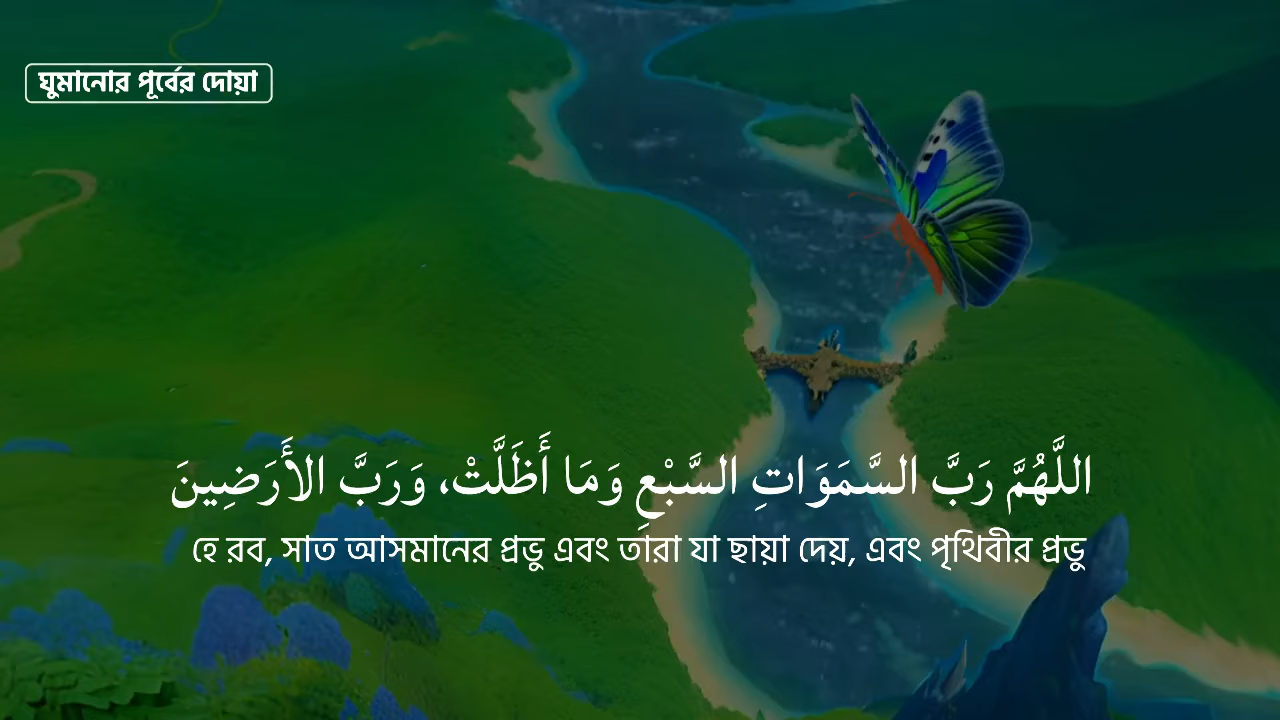 ঘুমানোর পূর্বের দোয়া
اللَّهُمَّ رَبَّ السَّمَوَاتِ السَّبْعِ وَمَا أَظَلَّتْ، وَرَبَّ الأَرَضِينَ
হে রব, সাত আসমানের প্রভু এবং তারা যা ছায়া দেয়, এবং পৃথিবীর প্রভু